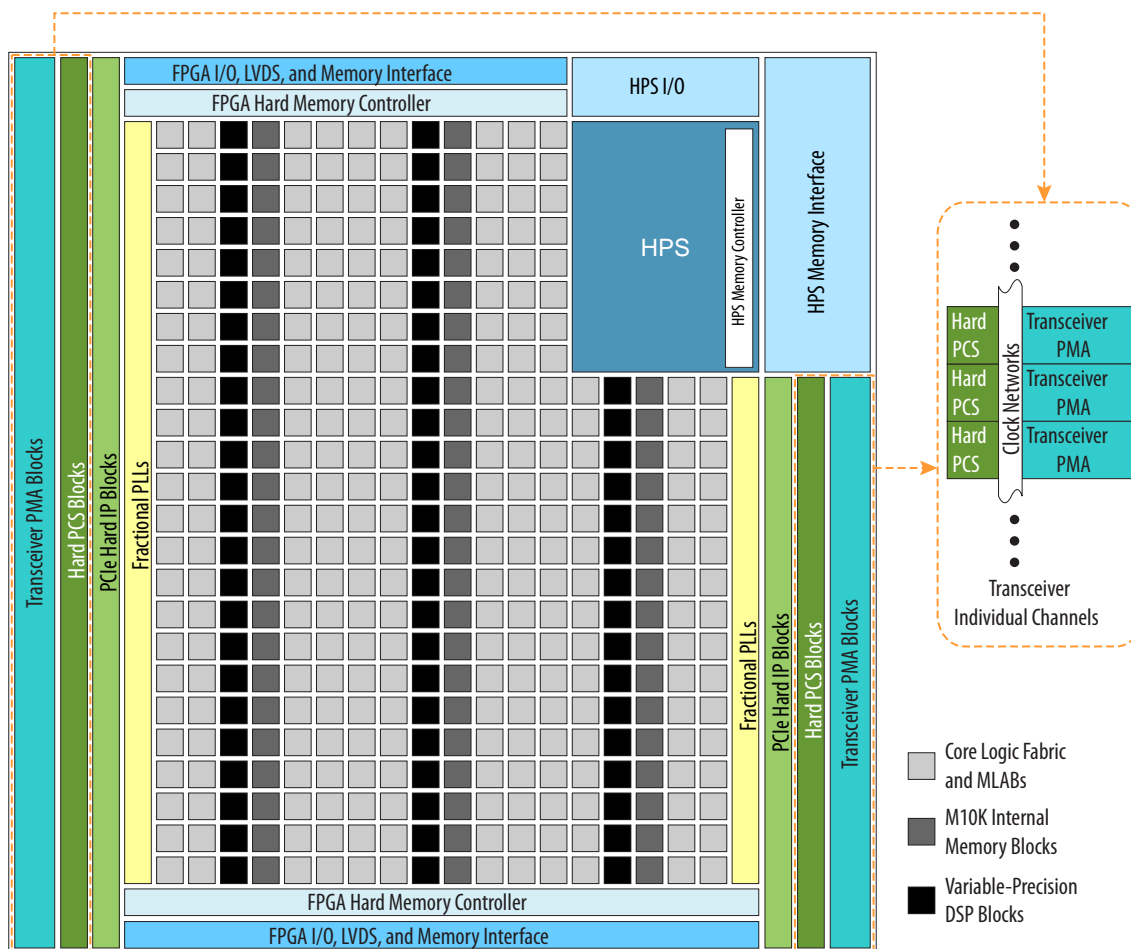 FPGA I/O, LVDS, and Memory Interface
FPGA Hard Memory Controller
HPS I/O
HPS
HPS Memory Controller
HPS Memory Interface
Transceiver PMA Blocks
Hard PCS Blocks
PCIe Hard IP Blocks
Fractional PLLs
Fractional PLLs
PCIe Hard IP Blocks
Hard PCS Blocks
Transceiver PMA Blocks
FPGA Hard Memory Controller
FPGA I/O, LVDS, and Memory Interface
Hard
PCS
Hard
PCS
Hard
PCS
Clock Networks
Transceiver
PMA
Transceiver
PMA
Transceiver
PMA
Transceiver
Individual Channels
Core Logic Fabric
and MLABs
M10K Internal
Memory Blocks
Variable-Precision
DSP Blocks